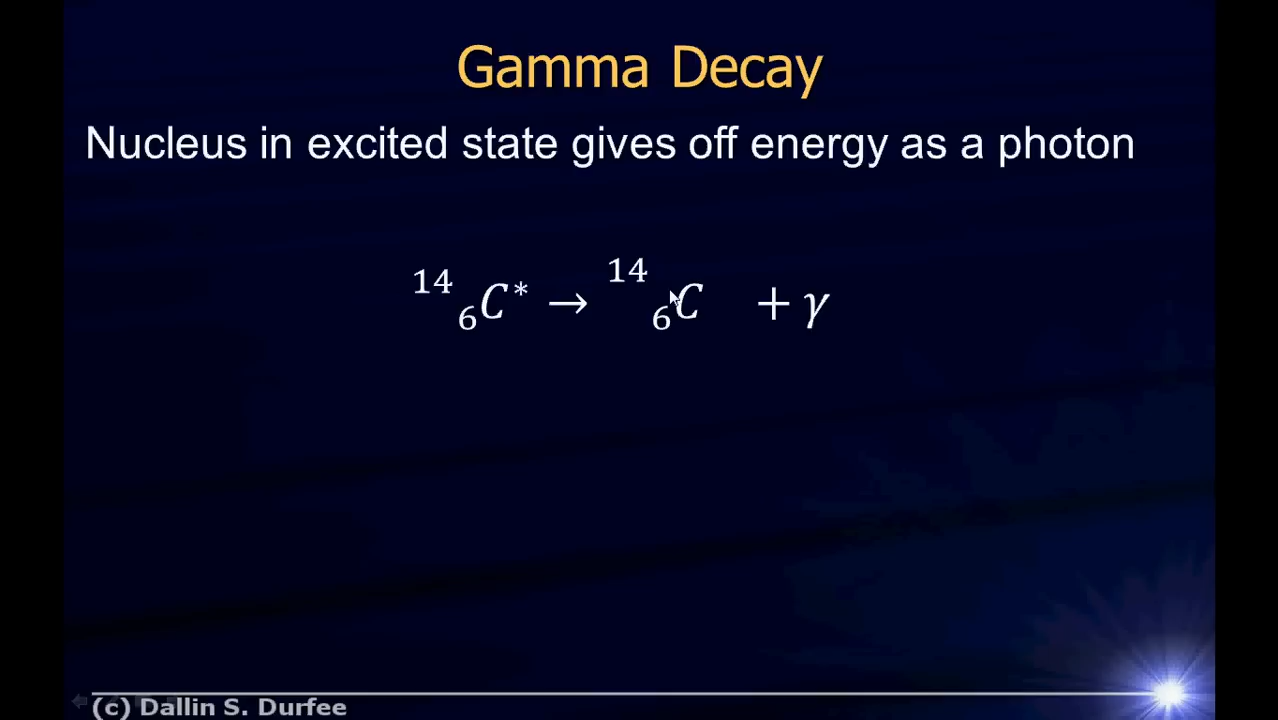 Gamma Decay
Nucleus in excited state gives off energy as a photon
¹⁴₆C* → ¹⁴₆C + γ
(c) Dallin S. Durfee